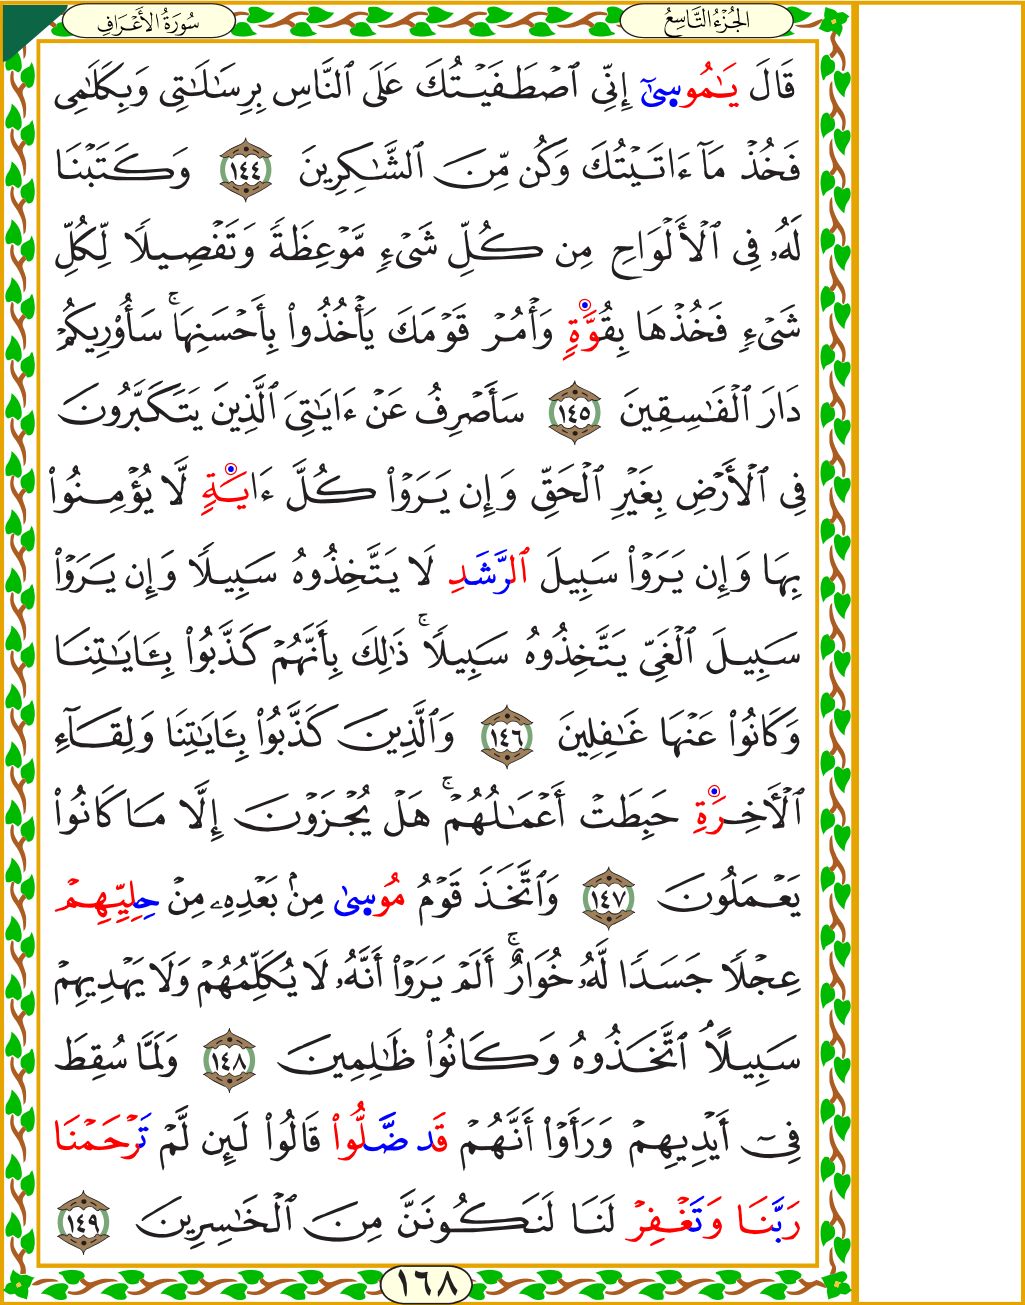 الجُزْءُ التَّاسِعُ
سُورَةُ الأَعْرَافِ
قَالَ يَـٰمُوسِىٰٓ إِنِّى ٱصْطَفَيْتُكَ عَلَى ٱلنَّاسِ بِرِسَـٰلَـٰتِى وَبِكَلَـٰمِى
فَخُذْ مَآ ءَاتَيْتُكَ وَكُن مِّنَ ٱلشَّـٰكِرِينَ ١٤٤ وَكَتَبْنَا
لَهُۥ فِى ٱلْأَلْوَاحِ مِن كُلِّ شَىْءٍ مَّوْعِظَةً وَتَفْصِيلًا لِّكُلِّ
شَىْءٍ فَخُذْهَا بِقُوَّةٍ وَأْمُرْ قَوْمَكَ يَأْخُذُوا۟ بِأَحْسَنِهَا ۚ سَأُو۟رِيكُمْ
دَارَ ٱلْفَـٰسِقِينَ ١٤٥ سَأَصْرِفُ عَنْ ءَايَـٰتِىَ ٱلَّذِينَ يَتَكَبَّرُونَ
فِى ٱلْأَرْضِ بِغَيْرِ ٱلْحَقِّ وَإِن يَرَوْا۟ كُلَّ ءَايَةٍ لَّا يُؤْمِنُوا۟
بِهَا وَإِن يَرَوْا۟ سَبِيلَ ٱلرَّشَدِ لَا يَتَّخِذُوهُ سَبِيلًا وَإِن يَرَوْا۟
سَبِيلَ ٱلْغَىِّ يَتَّخِذُوهُ سَبِيلًا ۚ ذَٰلِكَ بِأَنَّهُمْ كَذَّبُوا۟ بِـَٔايَـٰتِنَا
وَكَانُوا۟ عَنْهَا غَـٰفِلِينَ ١٤٦ وَٱلَّذِينَ كَذَّبُوا۟ بِـَٔايَـٰتِنَا وَلِقَآءِ
ٱلْأَخِرَةِ حَبِطَتْ أَعْمَـٰلُهُمْ ۚ هَلْ يُجْزَوْنَ إِلَّا مَا كَانُوا۟
يَعْمَلُونَ ١٤٧ وَٱتَّخَذَ قَوْمُ مُوسِىٰ مِنۢ بَعْدِهِۦ مِنْ حِلِيِّهِمْ
عِجْلًا جَسَدًا لَّهُۥ خُوَارٌ ۚ أَلَمْ يَرَوْا۟ أَنَّهُۥ لَا يُكَلِّمُهُمْ وَلَا يَهْدِيهِمْ
سَبِيلًا ۘ ٱتَّخَذُوهُ وَكَانُوا۟ ظَـٰلِمِينَ ١٤٨ وَلَمَّا سُقِطَ
فِىٓ أَيْدِيهِمْ وَرَأَوْا۟ أَنَّهُمْ قَد ضَّلُّوا۟ قَالُوا۟ لَئِن لَّمْ تَرْحَمْنَا
رَبَّنَا وَتَغْفِرْ لَنَا لَنَكُونَنَّ مِنَ ٱلْخَـٰسِرِينَ ١٤٩
١٦٨